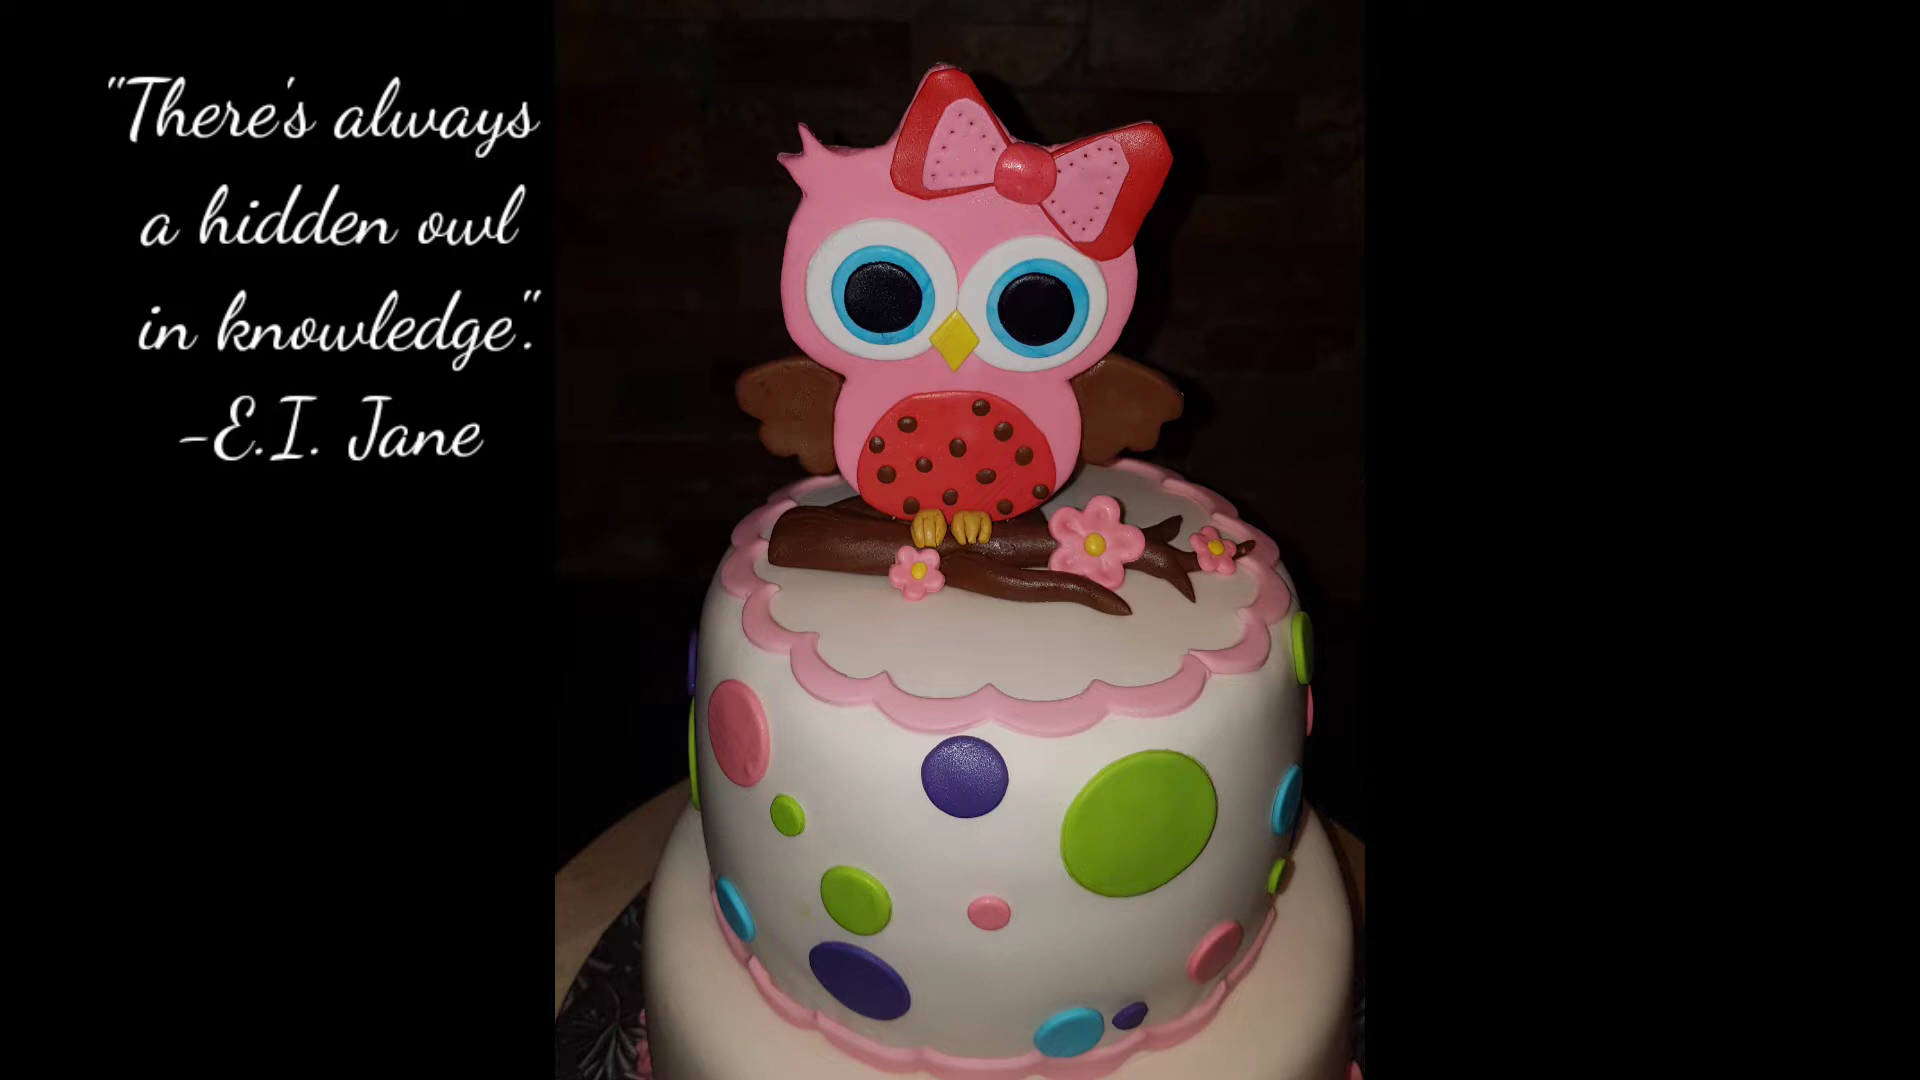 "There's always
a hidden owl
in knowledge".
-E.I. Jane